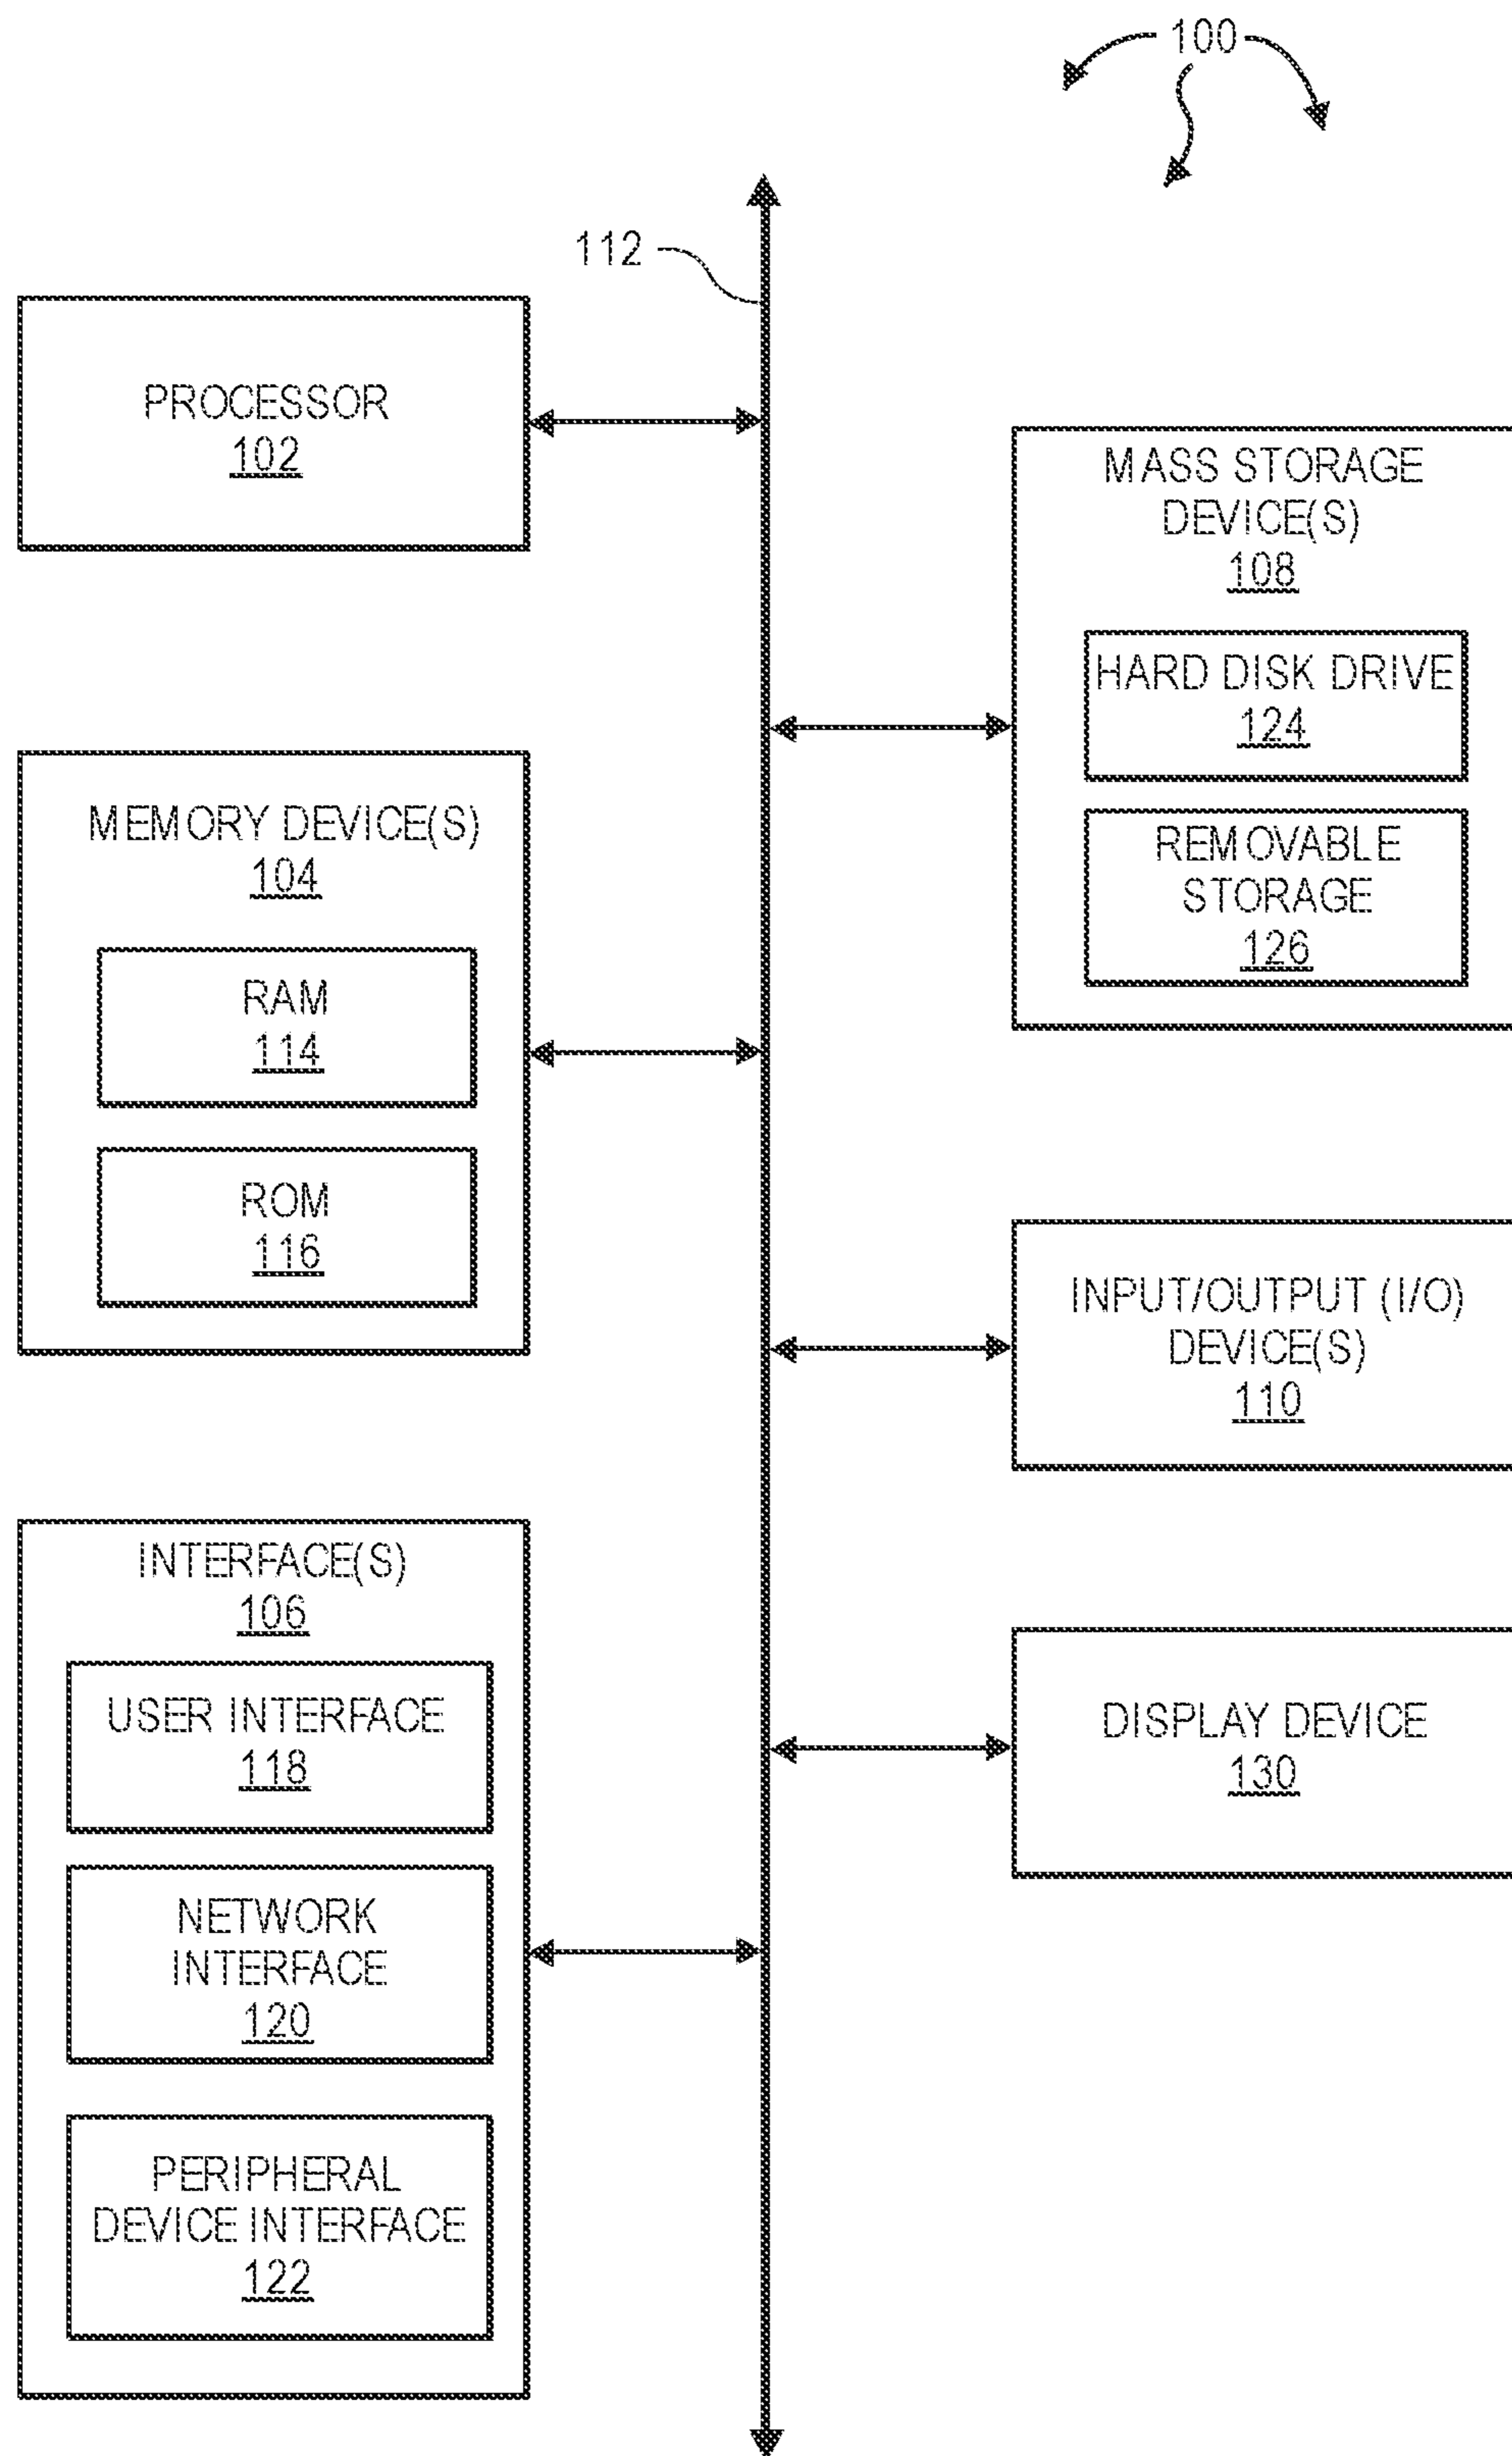 100
112
PROCESSOR
102
MASS STORAGE
DEVICE(S)
108
HARD DISK DRIVE
124
REMOVABLE
STORAGE
126
MEMORY DEVICE(S)
104
RAM
114
ROM
116
INPUT/OUTPUT (I/O)
DEVICE(S)
110
INTERFACE(S)
106
USER INTERFACE
118
NETWORK
INTERFACE
120
PERIPHERAL
DEVICE INTERFACE
122
DISPLAY DEVICE
130